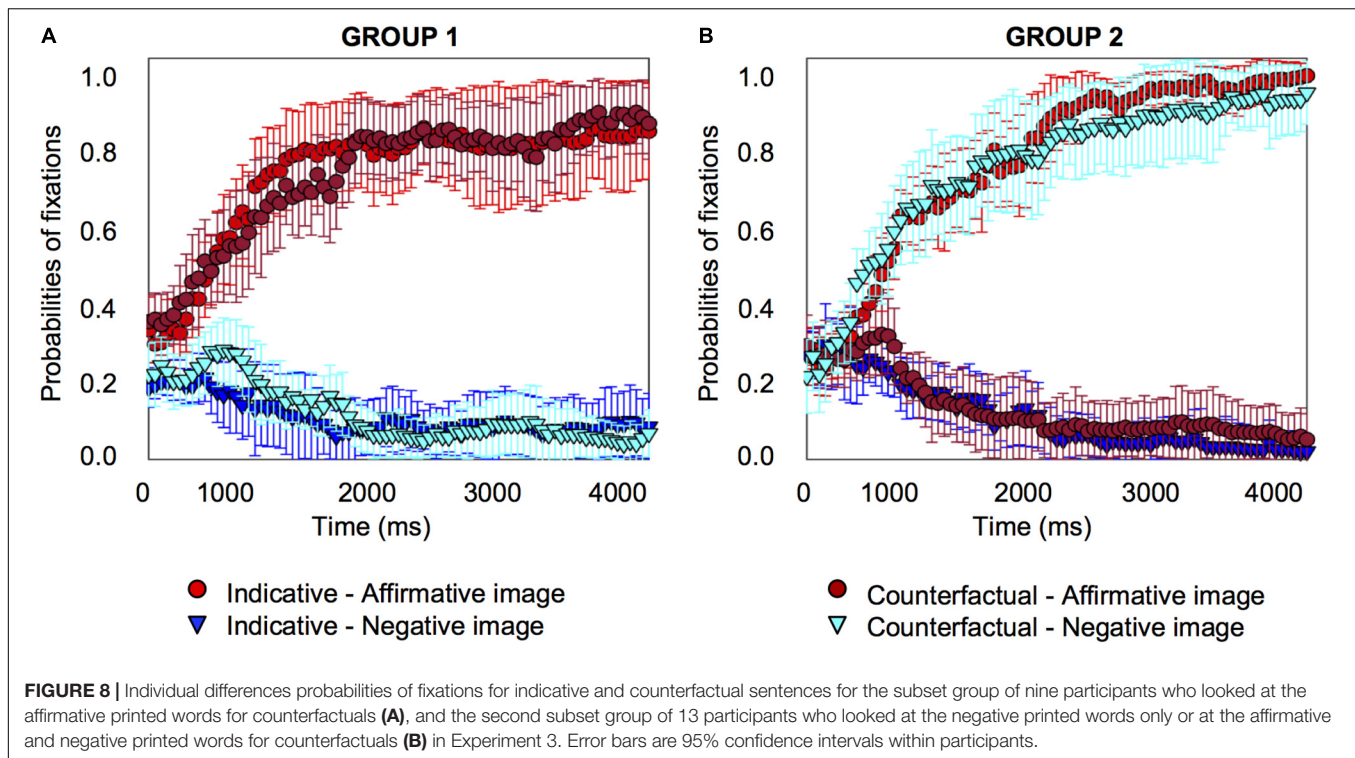 A
GROUP 1
1.0
0.8
0.6
0.4
0.2
0.0
Probabilities of fixations
0 1000 2000 3000 4000
Time (ms)
B
GROUP 2
1.0
0.8
0.6
0.4
0.2
0.0
Probabilities of fixations
0 1000 2000 3000 4000
Time (ms)
Indicative - Affirmative image
Indicative - Negative image
Counterfactual - Affirmative image
Counterfactual - Negative image
FIGURE 8 | Individual differences probabilities of fixations for indicative and counterfactual sentences for the subset group of nine participants who looked at the
affirmative printed words for counterfactuals (A), and the second subset group of 13 participants who looked at the negative printed words only or at the affirmative
and negative printed words for counterfactuals (B) in Experiment 3. Error bars are 95% confidence intervals within participants.